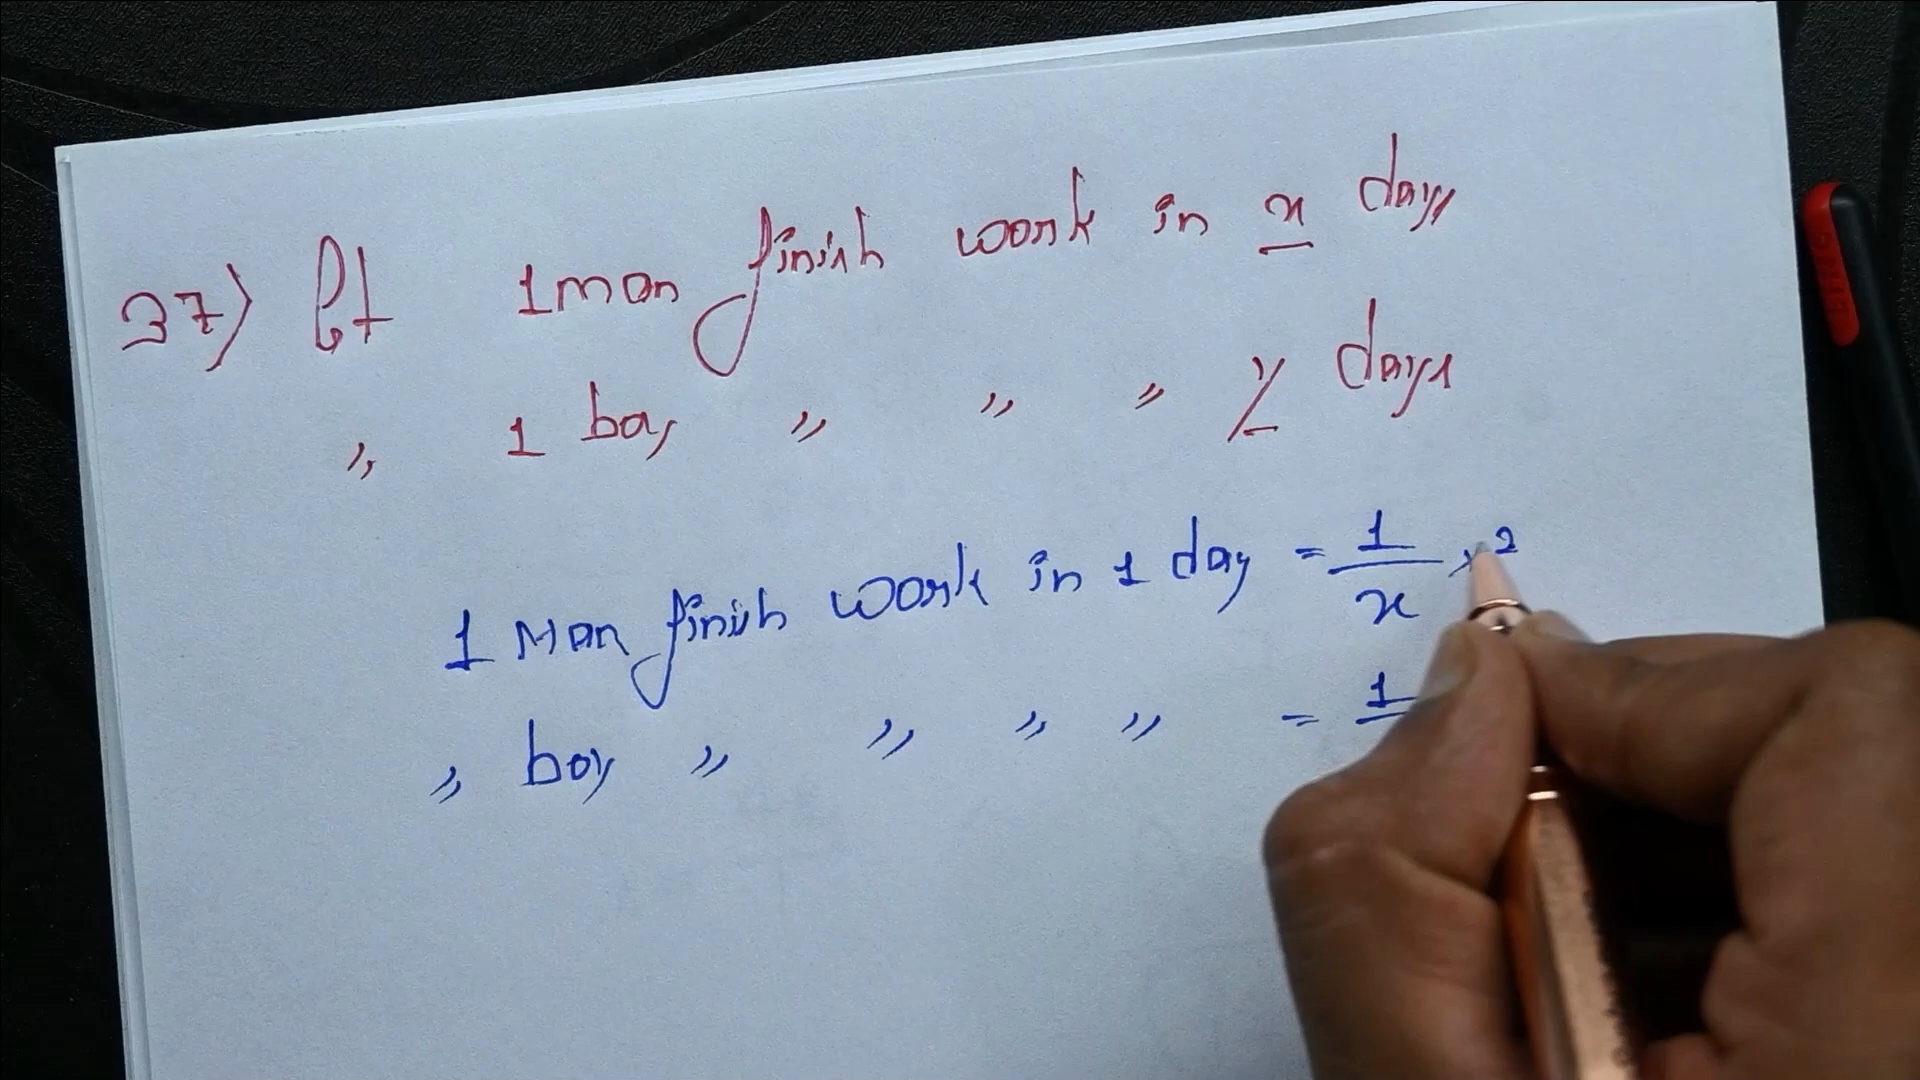 37) let 1 man finish work in x days
" 1 boy " " " y days
1 Man finish work in 1 day = 1/x × 2
" boy " " " " = 1/